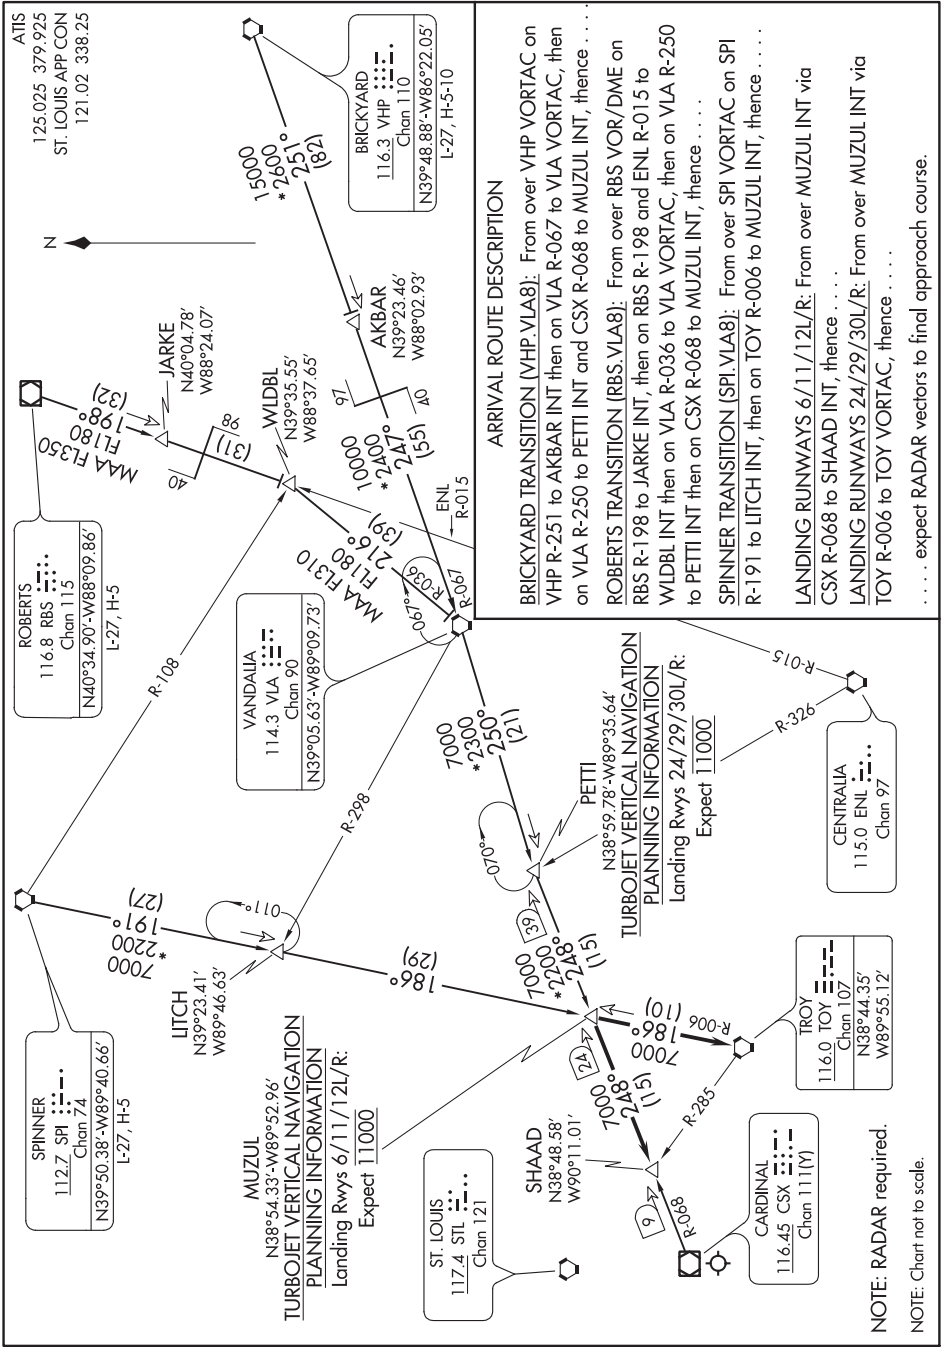 ATIS
125.025 379.925
ST. LOUIS APP CON
121.02 338.25
N
BRICKYARD
116.3 VHP
Chan 110
N39°48.88'-W86°22.05'
L-27, H-5-10
15000
*2600
251°
(82)
AKBAR
N39°23.46'
W88°02.93'
97
40
10000
*2400
247°
(55)
ROBERTS
116.8 RBS
Chan 115
N40°34.90'-W88°09.86'
L-27, H-5
MAA FL350
FL180
198°
(32)
JARKE
N40°04.78'
W88°24.07'
98
40
(31)
WLDBL
N39°35.55'
W88°37.65'
MAA FL310
FL180
216°
(39)
ENL
R-015
R-036
R-067
067°
VANDALIA
114.3 VLA
Chan 90
N39°05.63'-W89°09.73'
R-108
R-298
SPINNER
112.7 SPI
Chan 74
N39°50.38'-W89°40.66'
L-27, H-5
7000
*2200
191°
(27)
LITCH
N39°23.41'
W89°46.63'
011°
186°
(29)
7000
*2300
250°
(21)
070°
PETTI
N38°59.78'-W89°35.64'
TURBOJET VERTICAL NAVIGATION
PLANNING INFORMATION
Landing Rwys 24/29/30L/R:
Expect 11000
39
7000
*2200
248°
(15)
MUZUL
N38°54.33'-W89°52.96'
TURBOJET VERTICAL NAVIGATION
PLANNING INFORMATION
Landing Rwys 6/11/12L/R:
Expect 11000
24
7000
248°
(15)
7000
186°
(10)
R-006
TROY
116.0 TOY
Chan 107
N38°44.35'
W89°55.12'
R-285
SHAAD
N38°48.58'
W90°11.01'
9
R-068
CARDINAL
116.45 CSX
Chan 111(Y)
ST. LOUIS
117.4 STL
Chan 121
CENTRALIA
115.0 ENL
Chan 97
R-326
R-015
ARRIVAL ROUTE DESCRIPTION
BRICKYARD TRANSITION (VHP.VLA8): From over VHP VORTAC on
VHP R-251 to AKBAR INT then on VLA R-067 to VLA VORTAC, then
on VLA R-250 to PETTI INT and CSX R-068 to MUZUL INT, thence . . . .
ROBERTS TRANSITION (RBS.VLA8): From over RBS VOR/DME on
RBS R-198 to JARKE INT, then on RBS R-198 and ENL R-015 to
WLDBL INT then on VLA R-036 to VLA VORTAC, then on VLA R-250
to PETTI INT then on CSX R-068 to MUZUL INT, thence . . . .
SPINNER TRANSITION (SPI.VLA8): From over SPI VORTAC on SPI
R-191 to LITCH INT, then on TOY R-006 to MUZUL INT, thence . . . .
LANDING RUNWAYS 6/11/12L/R: From over MUZUL INT via
CSX R-068 to SHAAD INT, thence . . . .
LANDING RUNWAYS 24/29/30L/R: From over MUZUL INT via
TOY R-006 to TOY VORTAC, thence . . . .
. . . . expect RADAR vectors to final approach course.
NOTE: RADAR required.
NOTE: Chart not to scale.